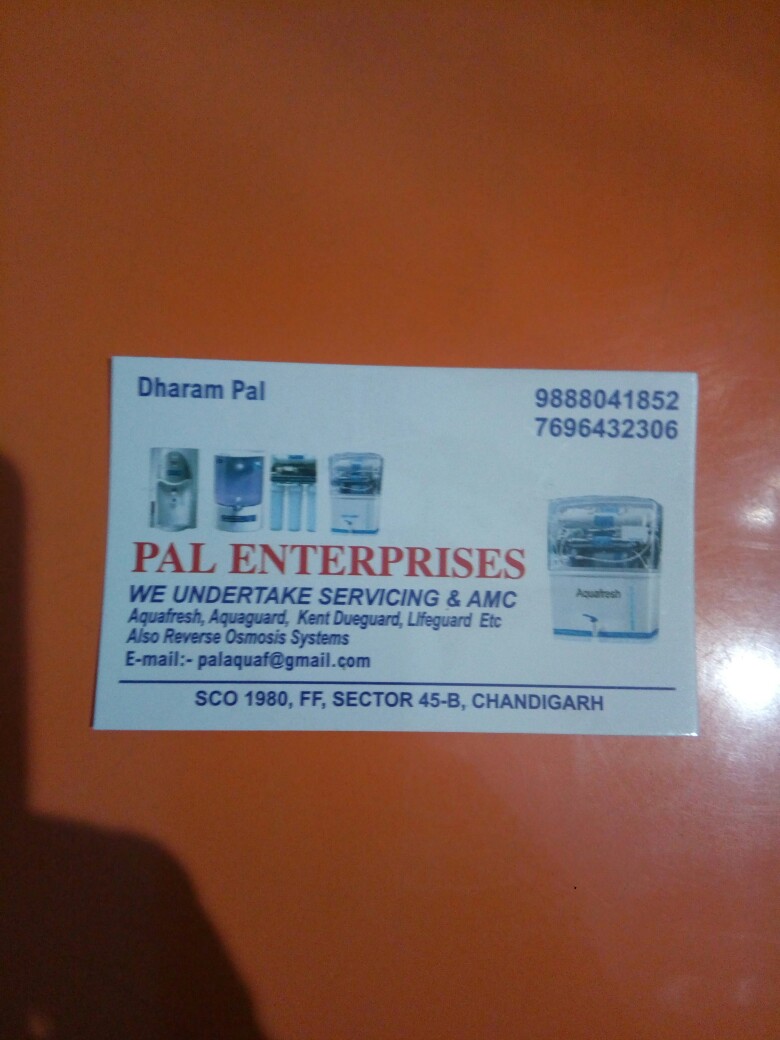 Dharam Pal
9888041852
7696432306
PAL ENTERPRISES
WE UNDERTAKE SERVICING & AMC
Aquafresh, Aquaguard, Kent Dueguard, LIfeguard Etc
Also Reverse Osmosis Systems
E-mail:- palaquaf@gmail.com
Aquafresh
SCO 1980, FF, SECTOR 45-B, CHANDIGARH